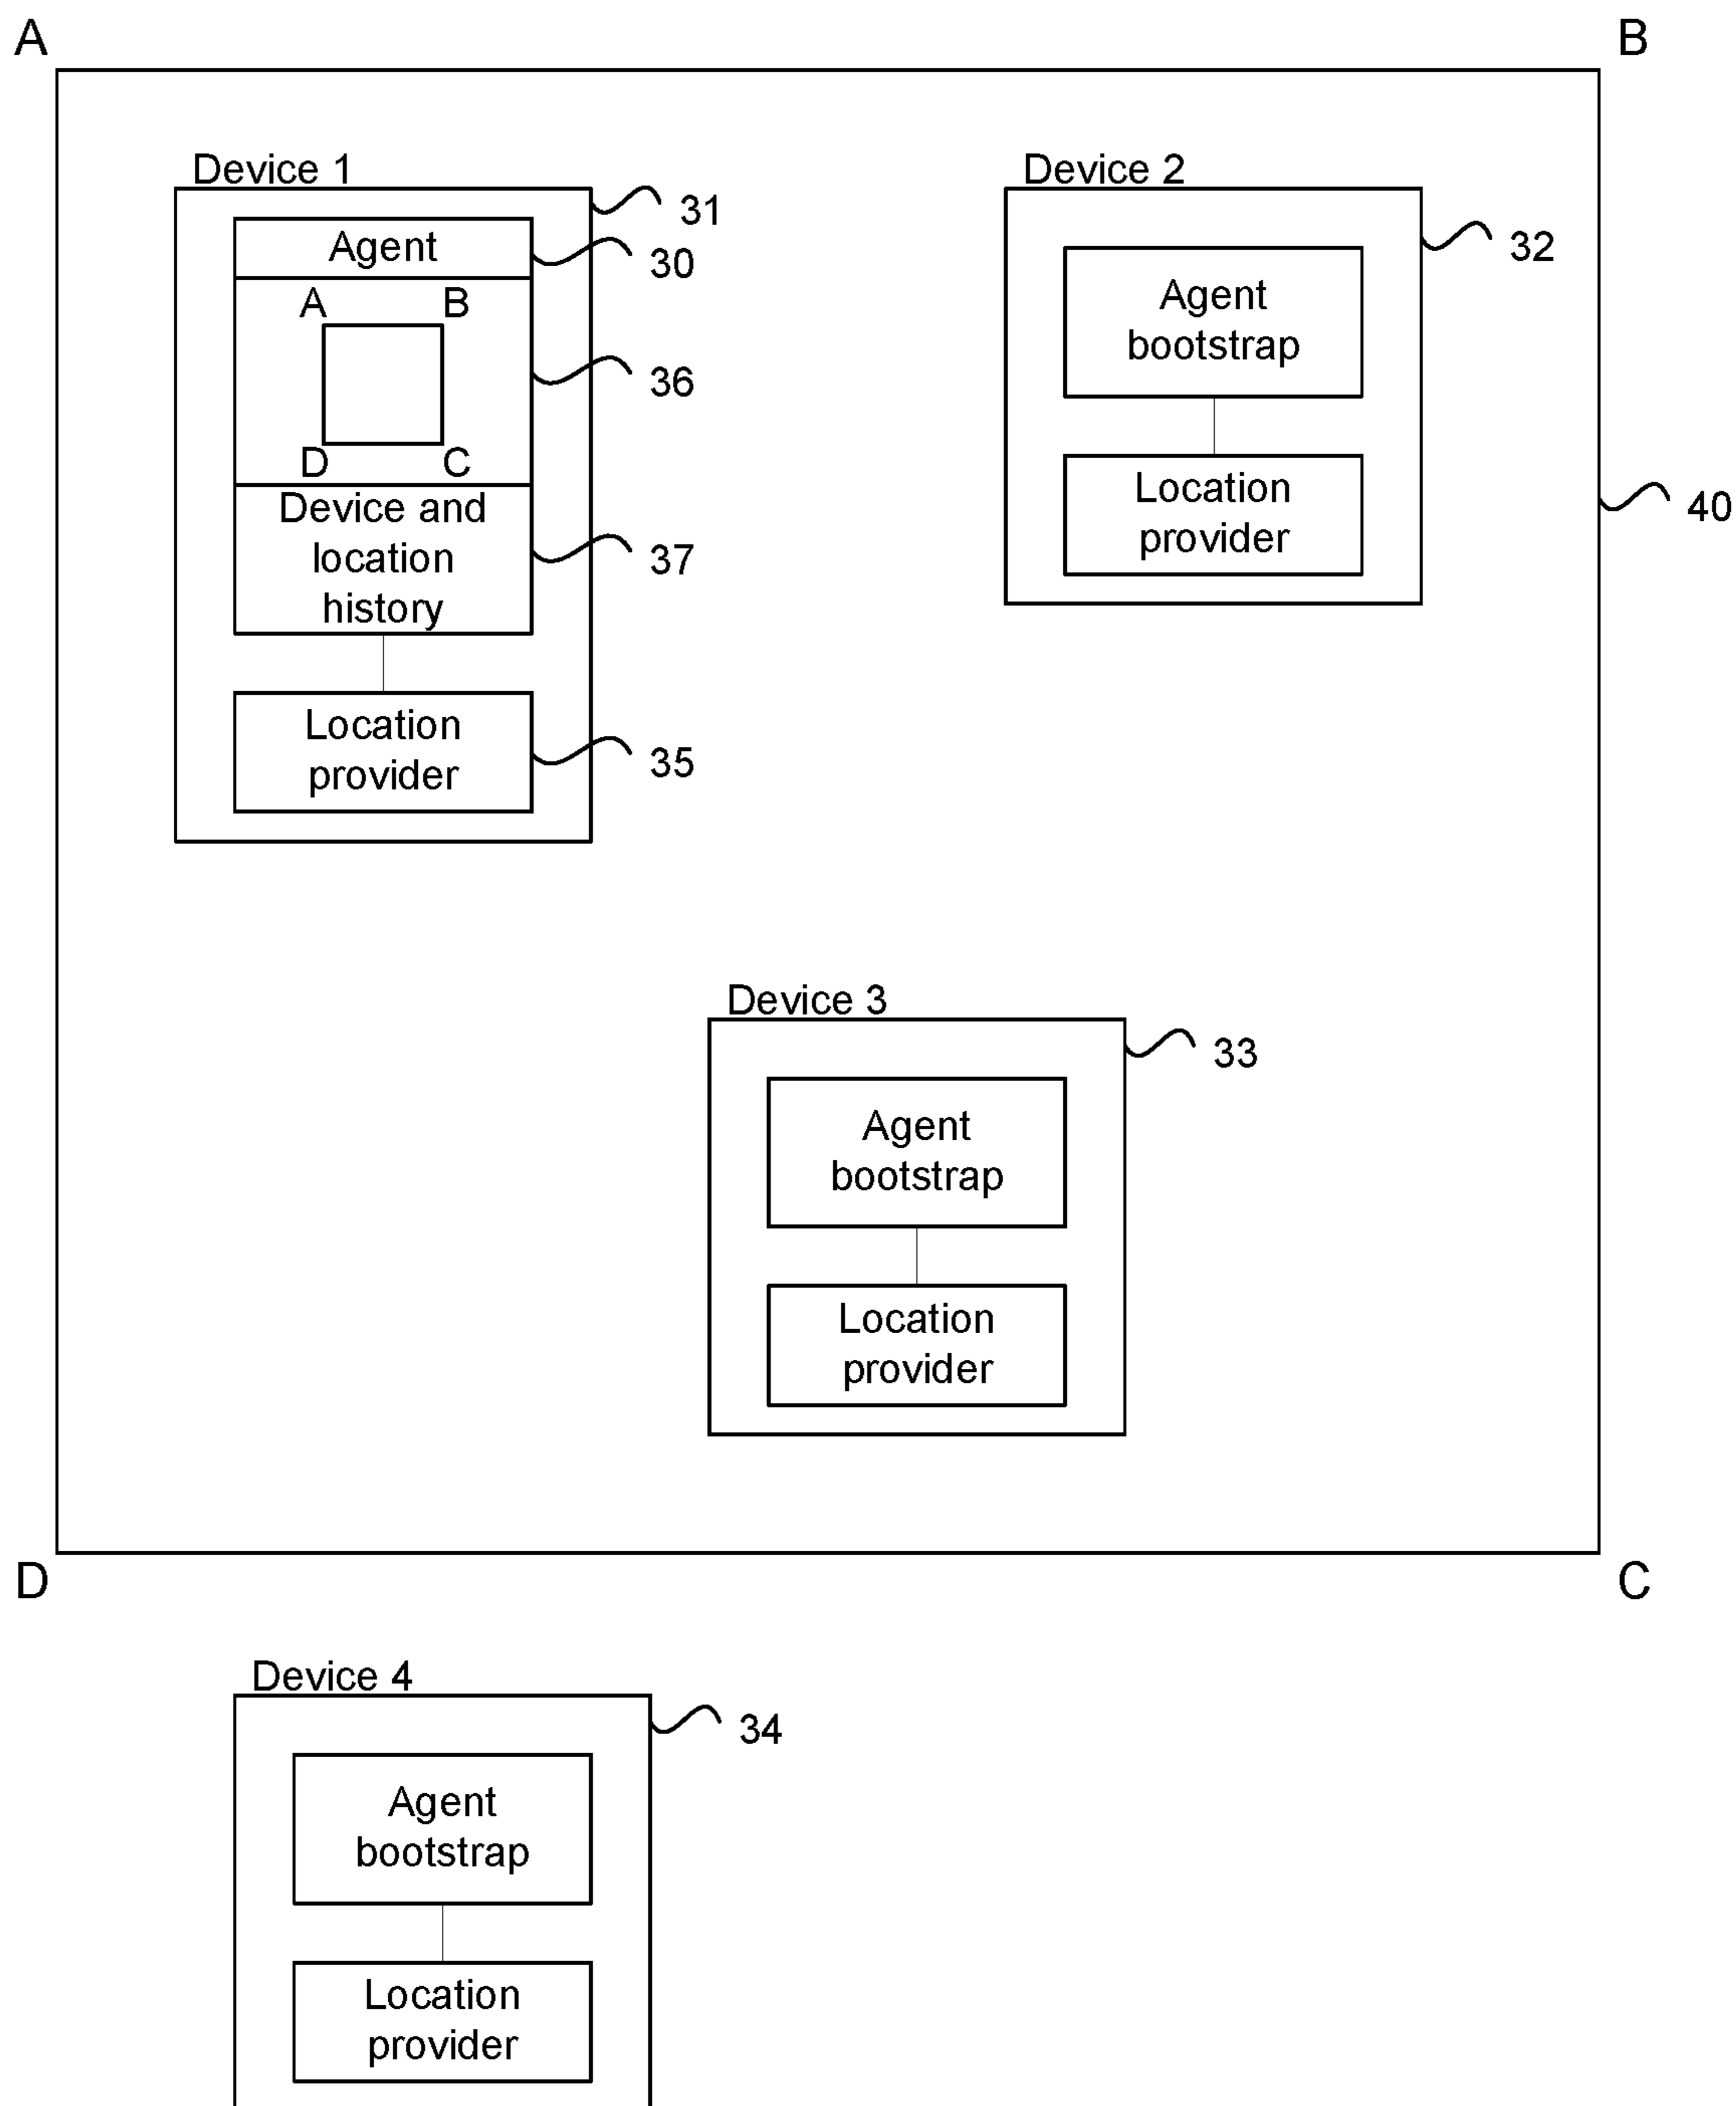 A
B
Device 1
31
Agent
30
A
B
36
D
C
Device and
location
history
37
Location
provider
35
Device 2
32
Agent
bootstrap
Location
provider
40
Device 3
33
Agent
bootstrap
Location
provider
D
C
Device 4
34
Agent
bootstrap
Location
provider